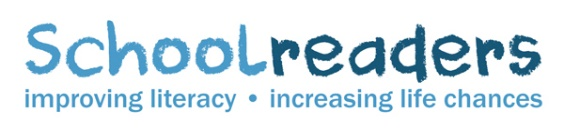 Schoolreaders
improving literacy • increasing life chances